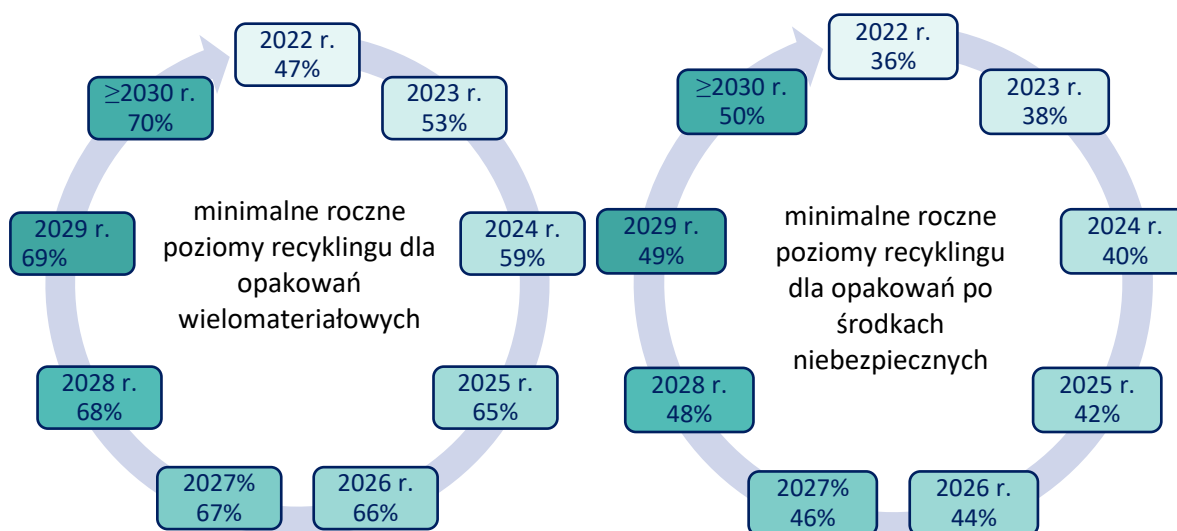 2022 r.
47%
2023 r.
53%
2024 r.
59%
2025 r.
65%
2026 r.
66%
2027%
67%
2028 r.
68%
2029 r.
69%
≥2030 r.
70%
minimalne roczne
poziomy recyklingu dla
opakowań
wielomateriałowych
2022 r.
36%
2023 r.
38%
2024 r.
40%
2025 r.
42%
2026 r.
44%
2027%
46%
2028 r.
48%
2029 r.
49%
≥2030 r.
50%
minimalne roczne
poziomy recyklingu
dla opakowań po
środkach
niebezpiecznych